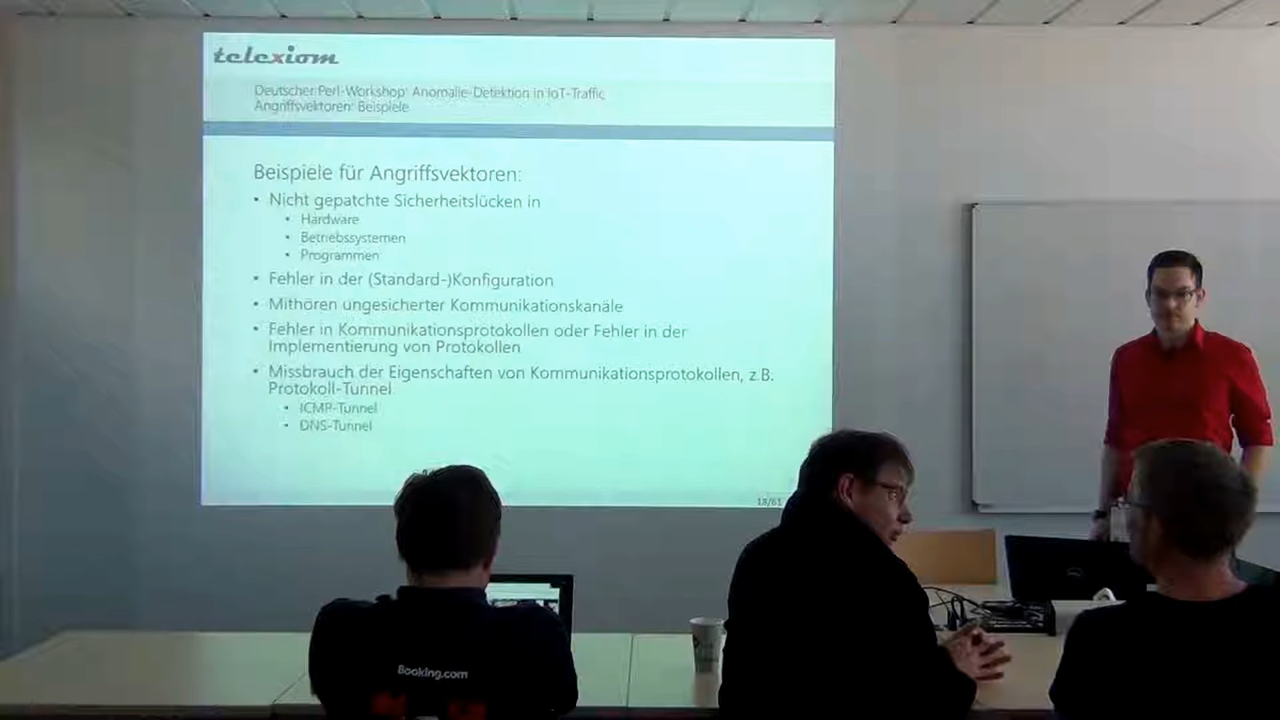 telexiom
Deutscher Perl-Workshop: Anomalie-Detektion in IoT-Traffic
Angriffsvektoren: Beispiele
Beispiele für Angriffsvektoren:
• Nicht gepatchte Sicherheitslücken in
• Hardware
• Betriebssystemen
• Programmen
• Fehler in der (Standard-)Konfiguration
• Mithören ungesicherter Kommunikationskanäle
• Fehler in Kommunikationsprotokollen oder Fehler in der
Implementierung von Protokollen
• Missbrauch der Eigenschaften von Kommunikationsprotokollen, z.B.
Protokoll-Tunnel
• ICMP-Tunnel
• DNS-Tunnel
18/61
Booking.com